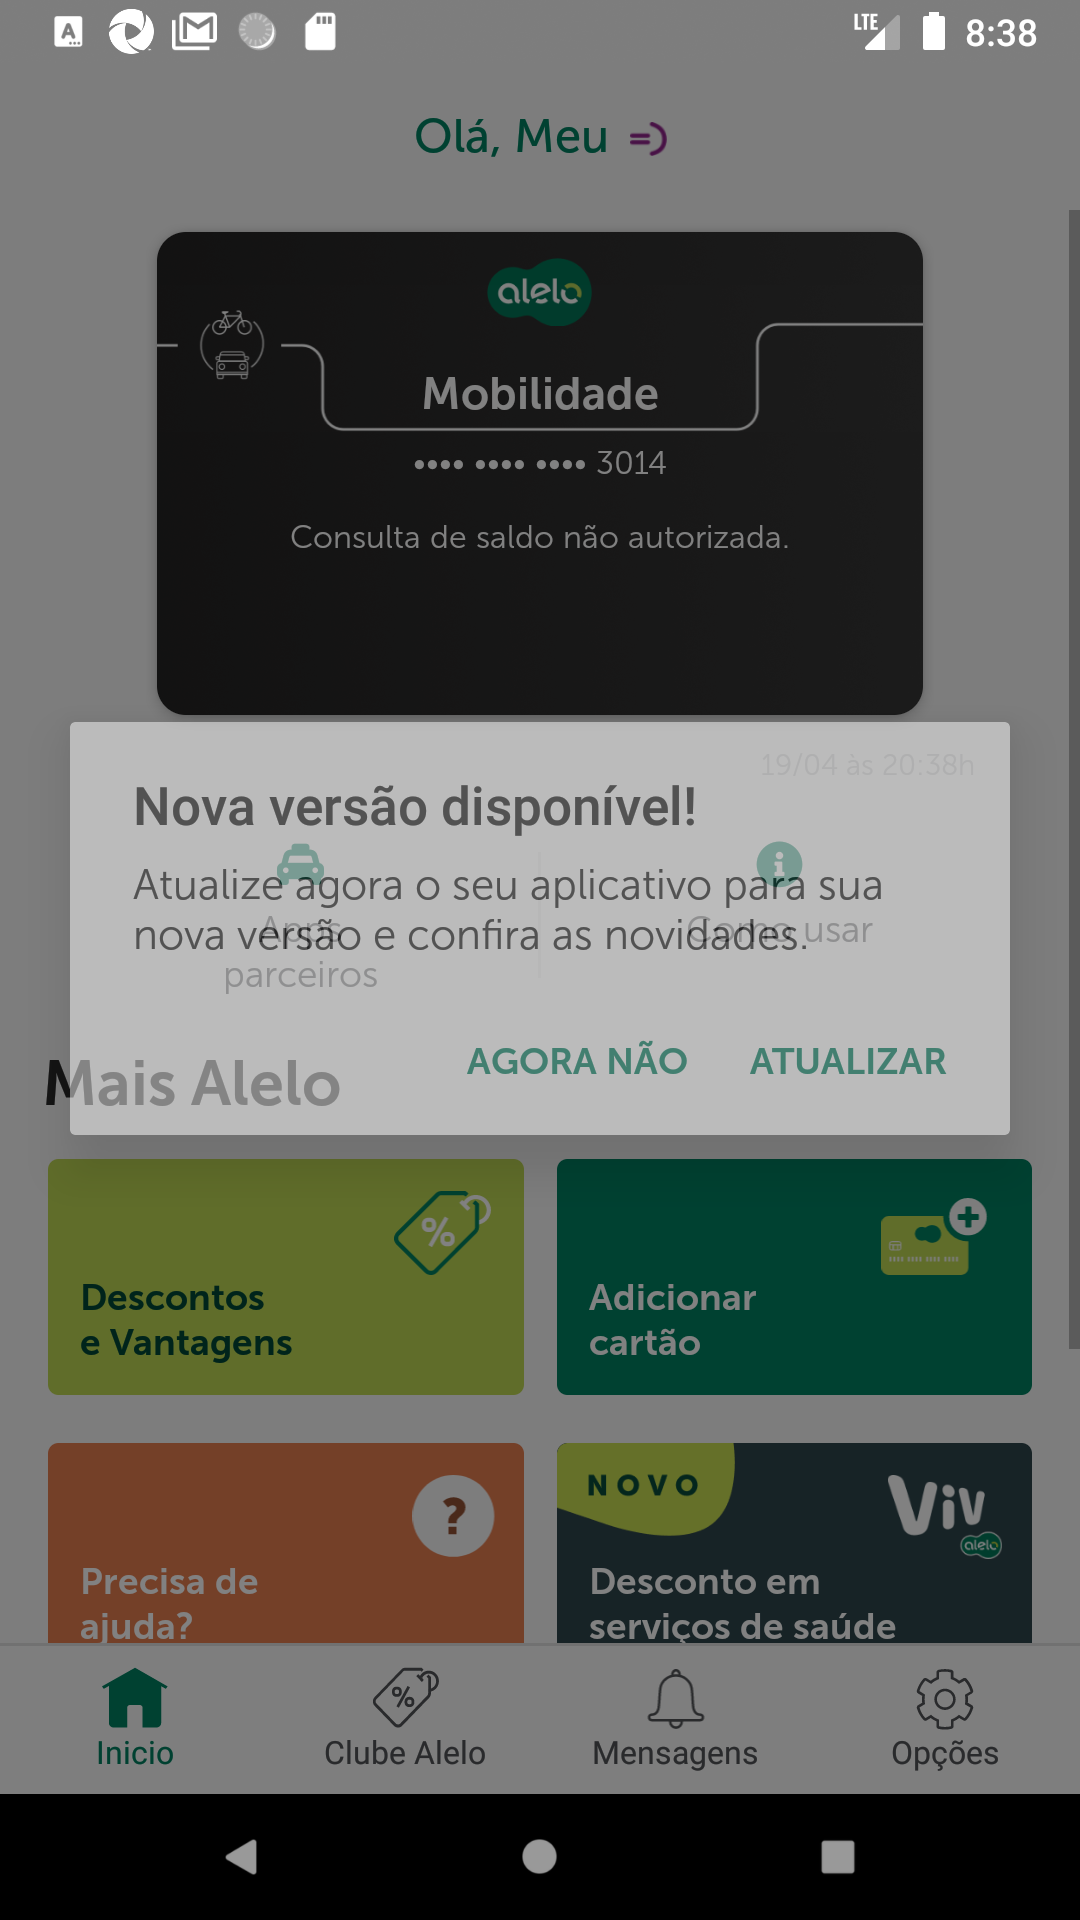 LTE 8:38
Olá, Meu =)
alelo
Mobilidade
•••• •••• •••• 3014
Consulta de saldo não autorizada.
19/04 às 20:38h
Nova versão disponível!
Atualize agora o seu aplicativo para sua
nova versão e confira as novidades.
Apps
parceiros
Como usar
AGORA NÃO ATUALIZAR
Mais Alelo
Descontos
e Vantagens
Adicionar
cartão
Precisa de
ajuda?
NOVO
Viv
alelo
Desconto em
serviços de saúde
Inicio Clube Alelo Mensagens Opções